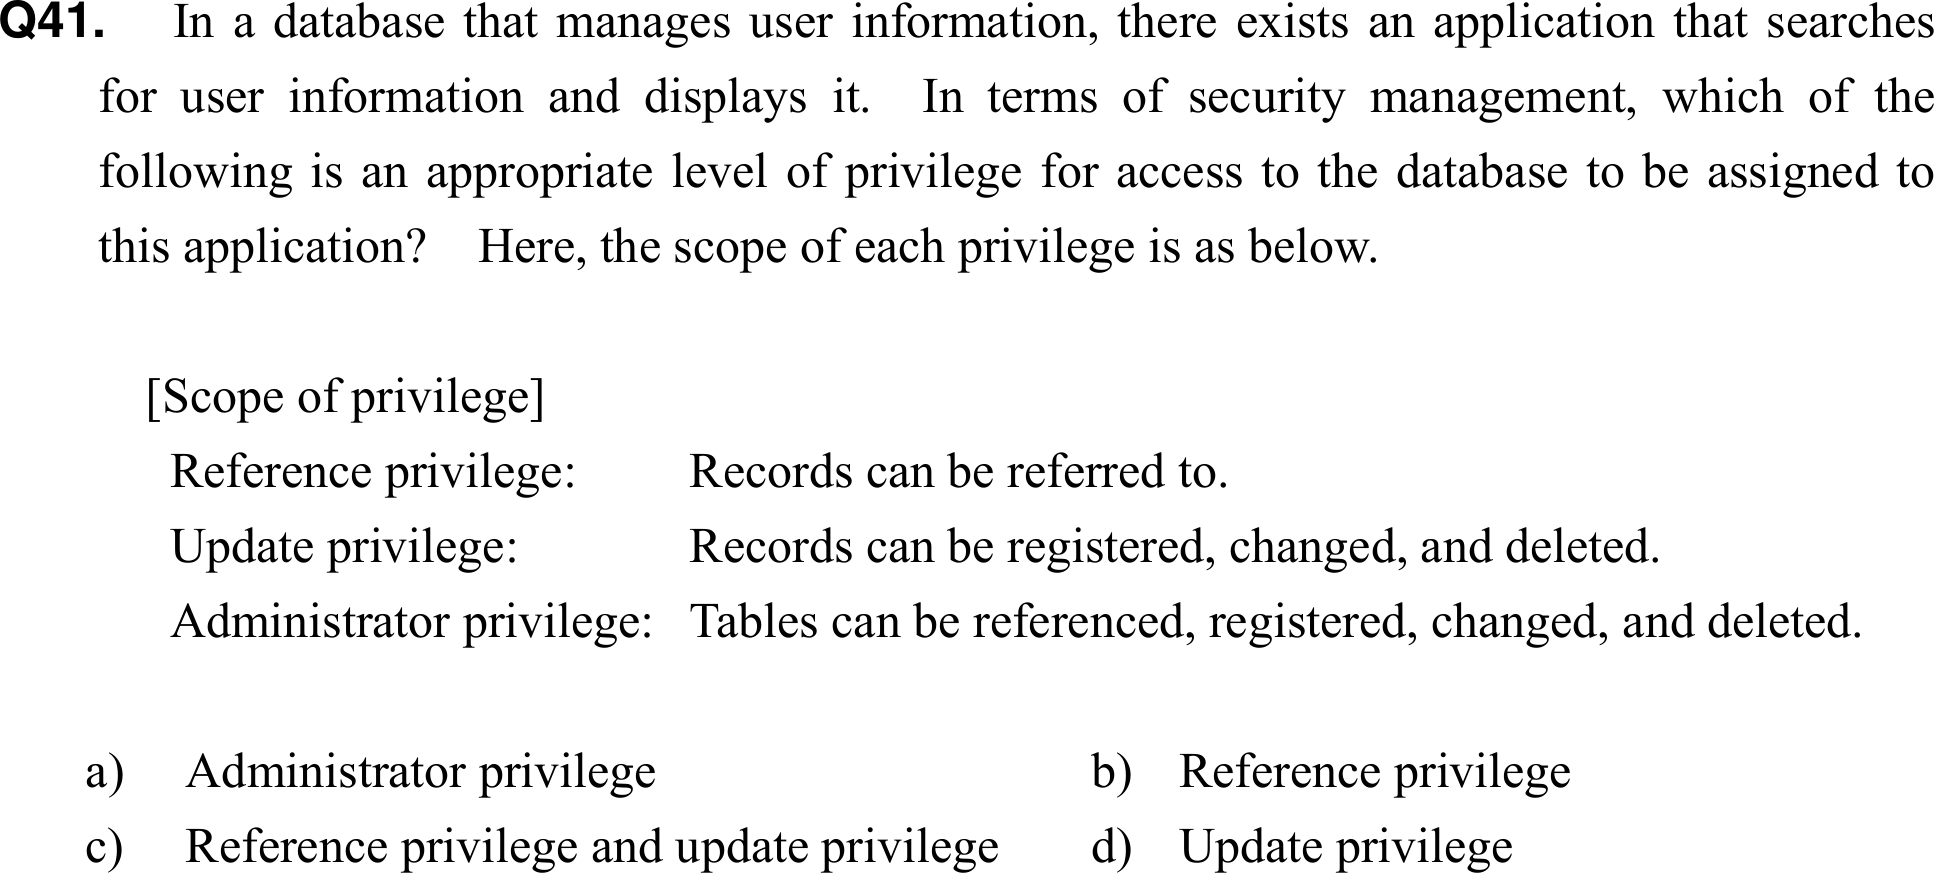 Q41. In a database that manages user information, there exists an application that searches
for user information and displays it. In terms of security management, which of the
following is an appropriate level of privilege for access to the database to be assigned to
this application? Here, the scope of each privilege is as below.
[Scope of privilege]
Reference privilege: Records can be referred to.
Update privilege: Records can be registered, changed, and deleted.
Administrator privilege: Tables can be referenced, registered, changed, and deleted.
a) Administrator privilege b) Reference privilege
c) Reference privilege and update privilege d) Update privilege